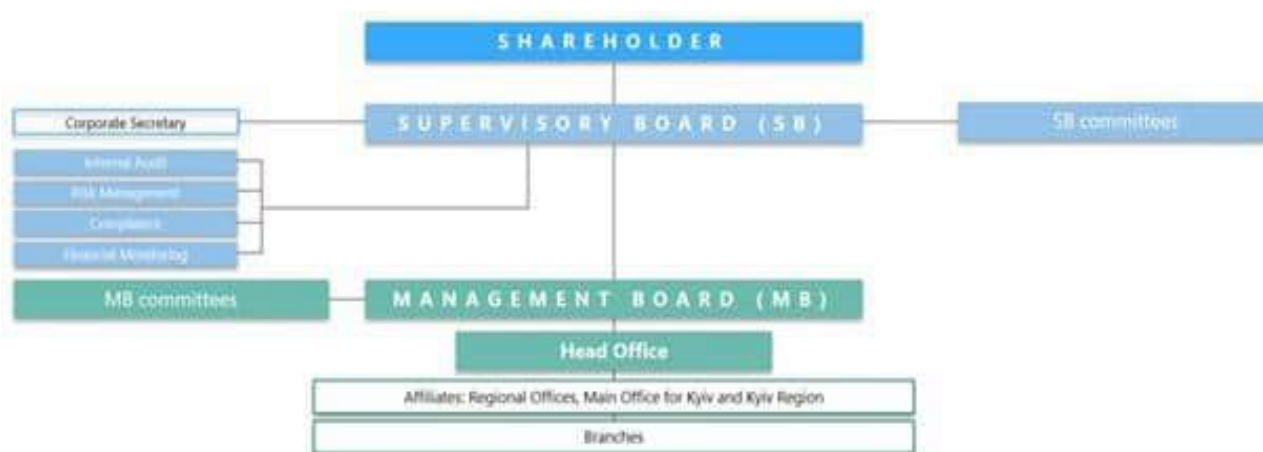 SHAREHOLDER
Corporate Secretary
SUPERVISORY BOARD (SB)
SB committees
Internal Audit
Risk Management
Compliance
Financial Monitoring
MB committees
MANAGEMENT BOARD (MB)
Head Office
Affiliates: Regional Offices, Main Office for Kyiv and Kyiv Region
Branches